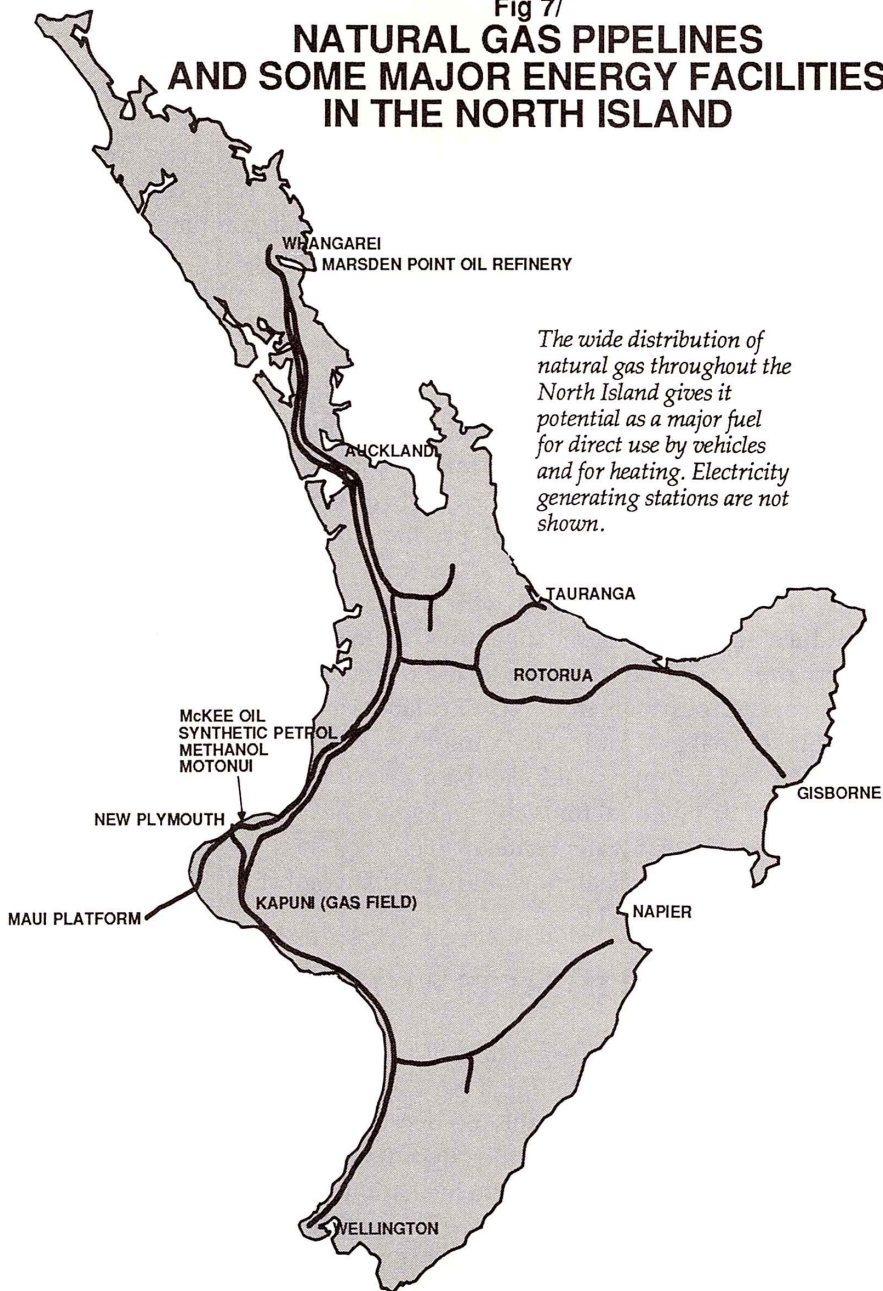 Fig 7/
NATURAL GAS PIPELINES
AND SOME MAJOR ENERGY FACILITIES
IN THE NORTH ISLAND
WHANGAREI
MARSDEN POINT OIL REFINERY
The wide distribution of
natural gas throughout the
North Island gives it
potential as a major fuel
for direct use by vehicles
and for heating. Electricity
generating stations are not
shown.
AUCKLAND
TAURANGA
ROTORUA
McKEE OIL
SYNTHETIC PETROL
METHANOL
MOTONUI
GISBORNE
NEW PLYMOUTH
KAPUNI (GAS FIELD)
MAUI PLATFORM
NAPIER
WELLINGTON